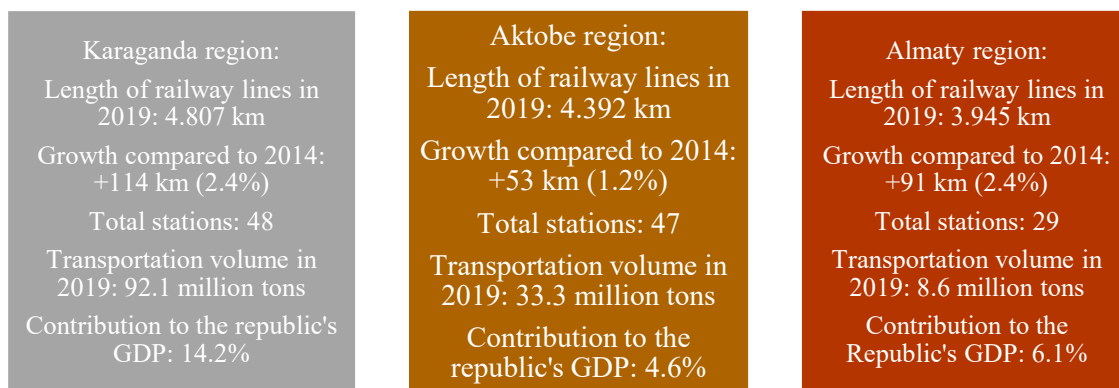 Karaganda region:
Length of railway lines in
2019: 4.807 km
Growth compared to 2014:
+114 km (2.4%)
Total stations: 48
Transportation volume in
2019: 92.1 million tons
Contribution to the republic's
GDP: 14.2%
Aktobe region:
Length of railway lines in
2019: 4.392 km
Growth compared to 2014:
+53 km (1.2%)
Total stations: 47
Transportation volume in
2019: 33.3 million tons
Contribution to the
republic's GDP: 4.6%
Almaty region:
Length of railway lines in
2019: 3.945 km
Growth compared to 2014:
+91 km (2.4%)
Total stations: 29
Transportation volume in
2019: 8.6 million tons
Contribution to the
Republic's GDP: 6.1%